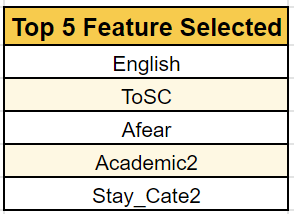 Top 5 Feature Selected
English
ToSC
Afear
Academic2
Stay_Cate2